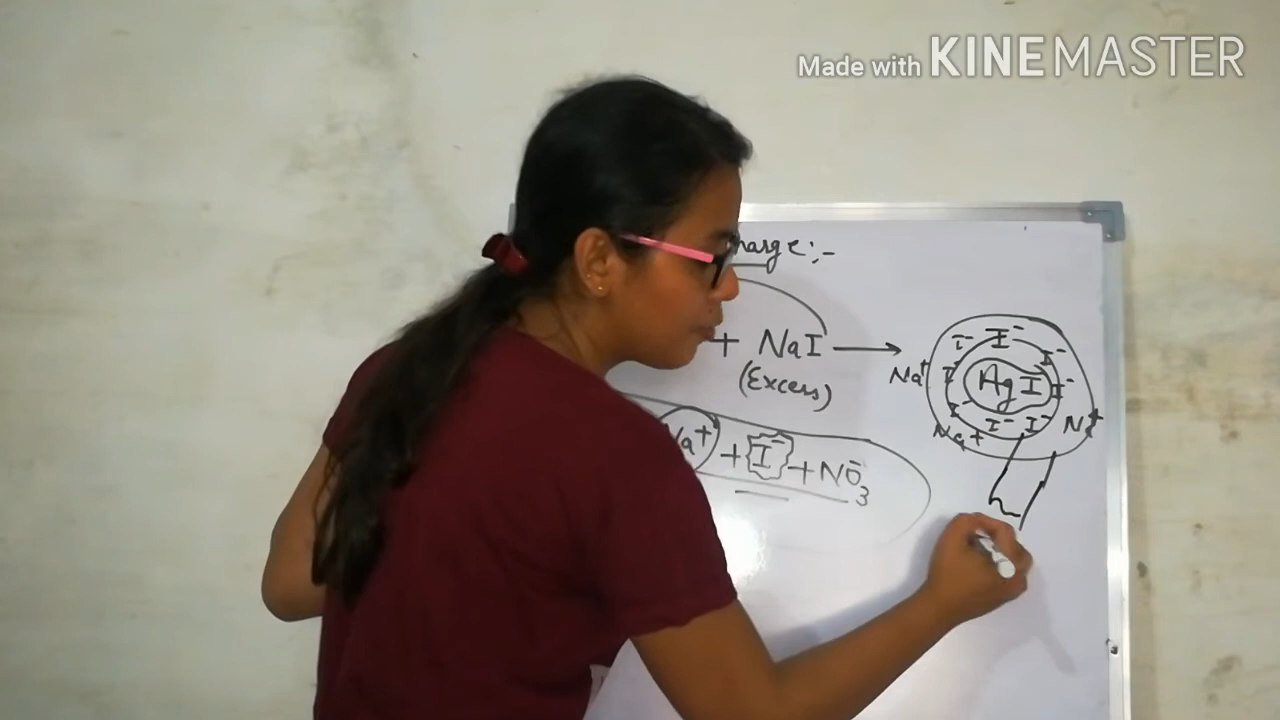 Made with KINEMASTER
harge:-
+ NaI →
(Excess)
Na+ + I- + NO3-
I- I- I-
Na+ I- AgI I-
I- I- I-
Na+ Na+